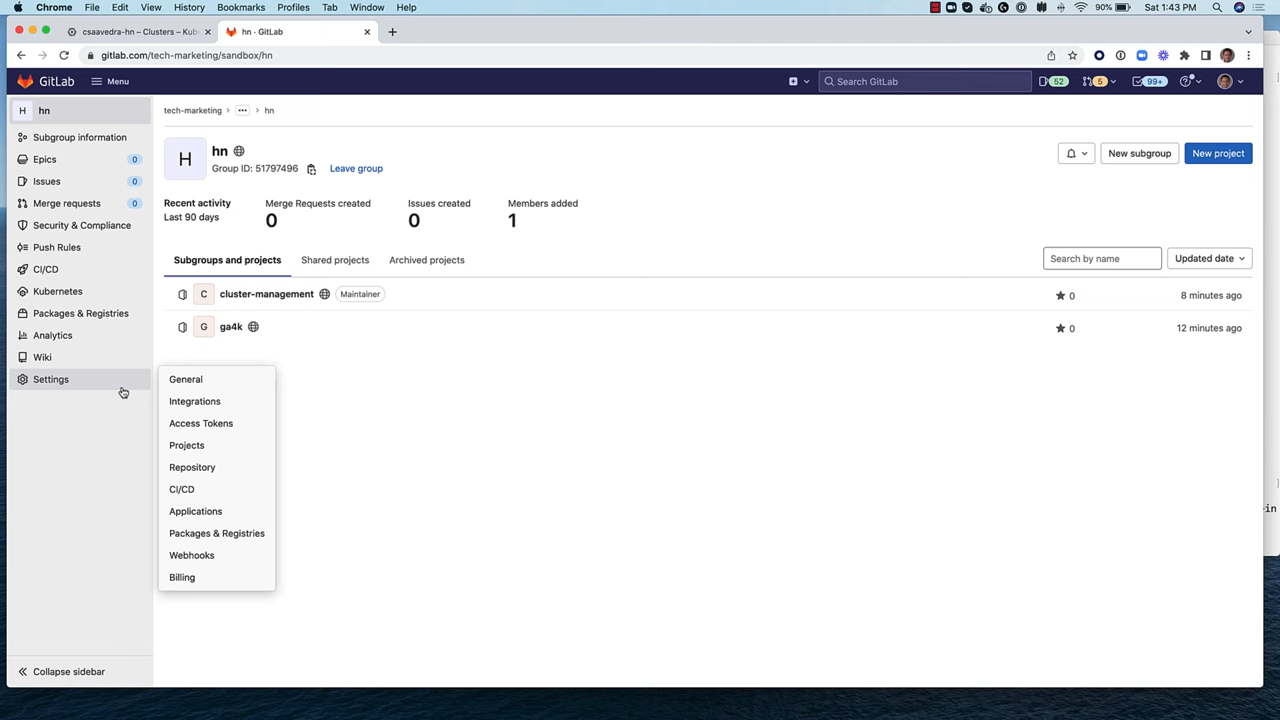 Chrome File Edit View History Bookmarks Profiles Tab Window Help 90% Sat 1:43 PM
csaavedra-hn – Clusters – Kub
hn · GitLab
gitlab.com/tech-marketing/sandbox/hn
GitLab Menu Search GitLab 52 5 99+
H hn
Subgroup information
Epics 0
Issues 0
Merge requests 0
Security & Compliance
Push Rules
CI/CD
Kubernetes
Packages & Registries
Analytics
Wiki
Settings
Collapse sidebar
tech-marketing hn
H hn
Group ID: 51797496 Leave group
New subgroup New project
Recent activity Merge Requests created Issues created Members added
Last 90 days 0 0 1
Subgroups and projects Shared projects Archived projects Search by name Updated date
C cluster-management Maintainer 0 8 minutes ago
G ga4k 0 12 minutes ago
General
Integrations
Access Tokens
Projects
Repository
CI/CD
Applications
Packages & Registries
Webhooks
Billing
-in